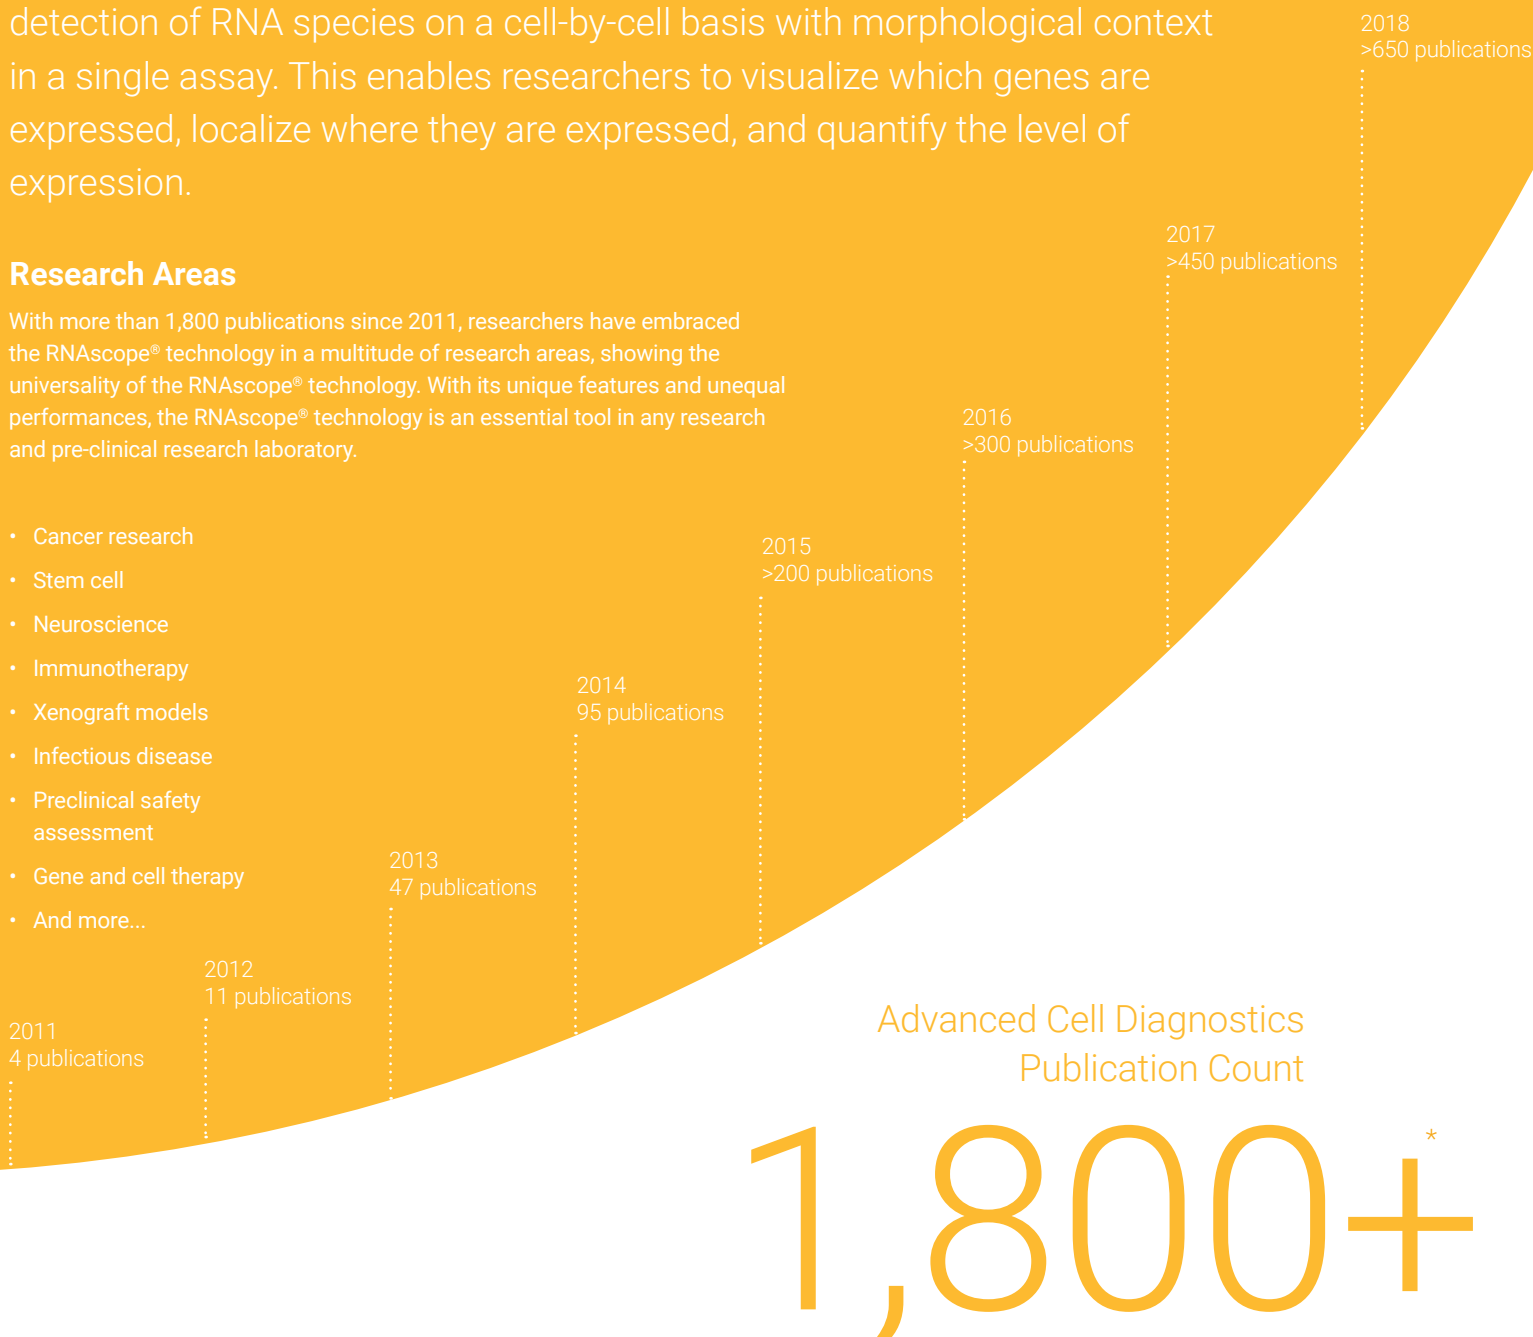 detection of RNA species on a cell-by-cell basis with morphological context
in a single assay. This enables researchers to visualize which genes are
expressed, localize where they are expressed, and quantify the level of
expression.
2018
>650 publications
2017
>450 publications
Research Areas
With more than 1,800 publications since 2011, researchers have embraced
the RNAscope® technology in a multitude of research areas, showing the
universality of the RNAscope® technology. With its unique features and unequal
performances, the RNAscope® technology is an essential tool in any research
and pre-clinical research laboratory.
2016
>300 publications
• Cancer research
• Stem cell
• Neuroscience
• Immunotherapy
• Xenograft models
• Infectious disease
• Preclinical safety
assessment
• Gene and cell therapy
• And more...
2015
>200 publications
2014
95 publications
2013
47 publications
2012
11 publications
2011
4 publications
Advanced Cell Diagnostics
Publication Count
1,800+*